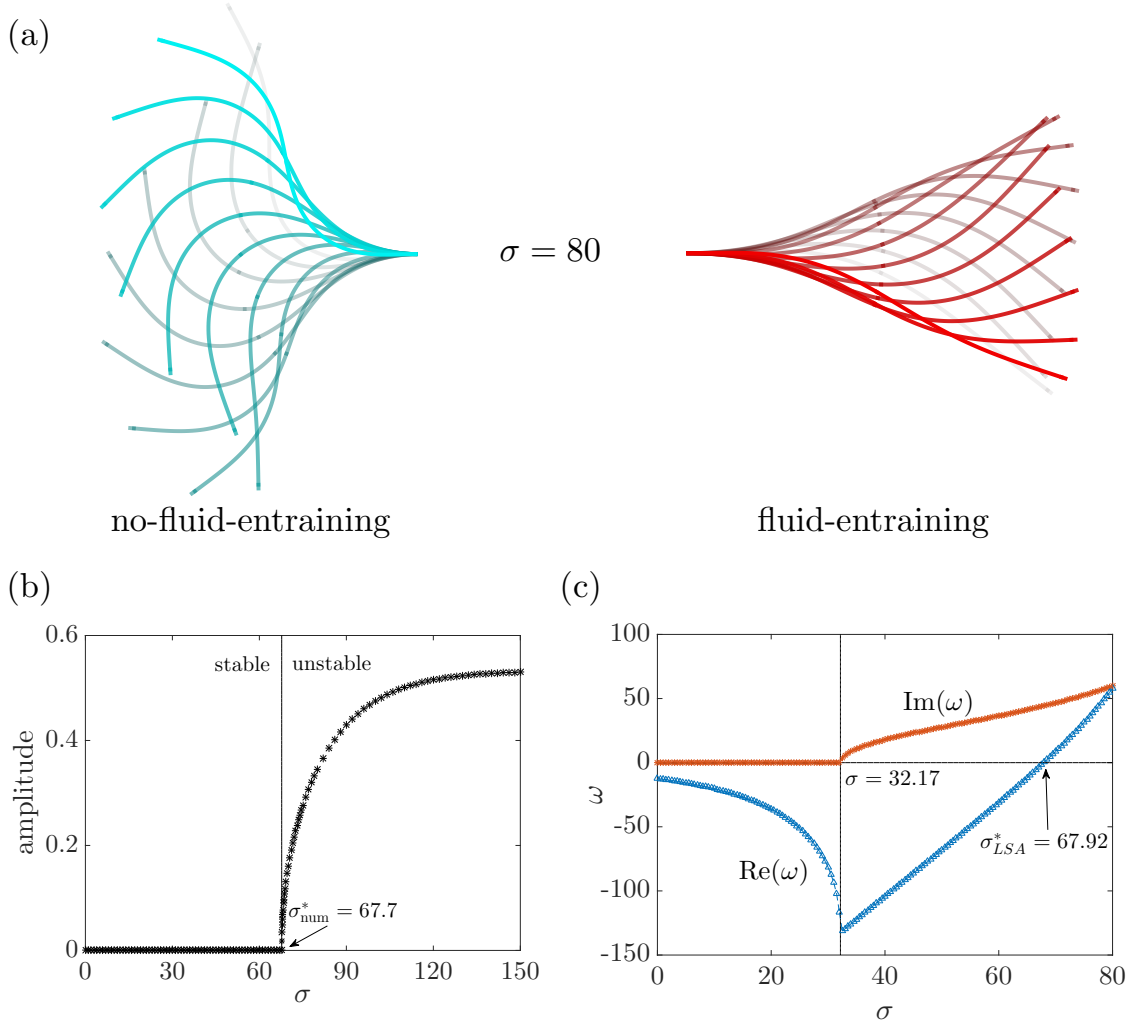 (a)
σ = 80
no-fluid-entraining
fluid-entraining
(b)
0.6
0.4
0.2
0
amplitude
stable
unstable
σ*num = 67.7
0 30 60 90 120 150
σ
(c)
100
50
0
-50
-100
-150
ω
Im(ω)
σ = 32.17
σ*LSA = 67.92
Re(ω)
0 20 40 60 80
σ